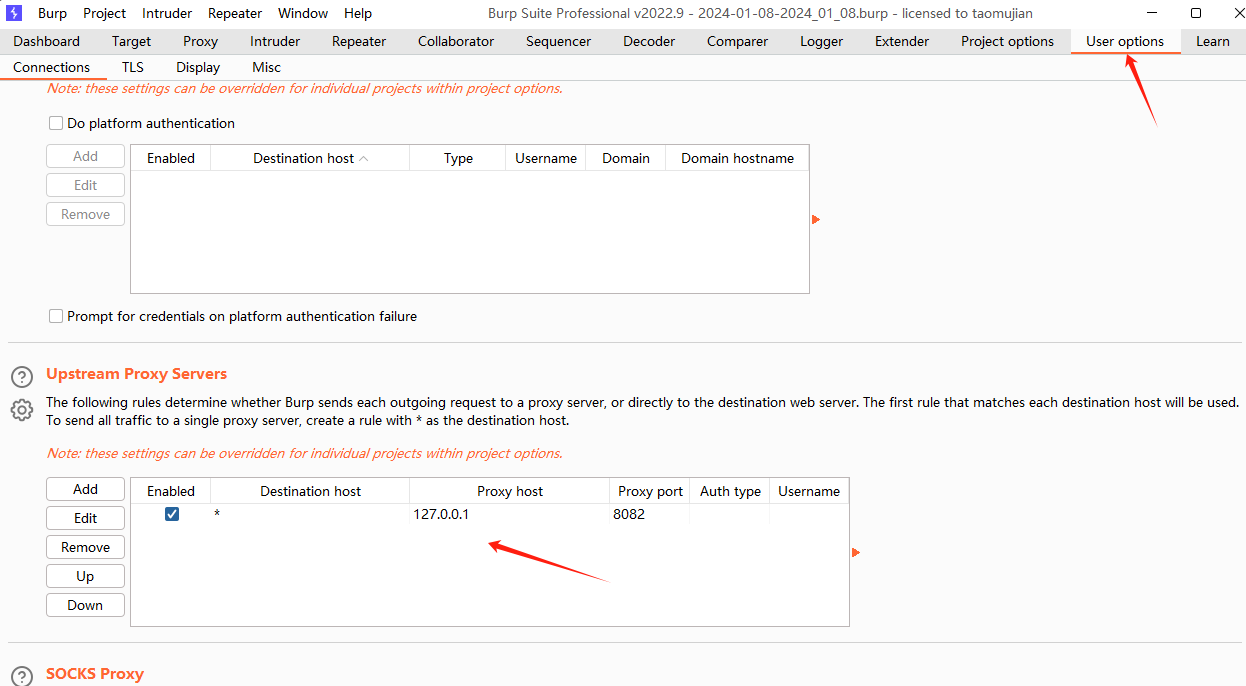 Burp Project Intruder Repeater Window Help Burp Suite Professional v2022.9 - 2024-01-08-2024_01_08.burp - licensed to taomujian
Dashboard Target Proxy Intruder Repeater Collaborator Sequencer Decoder Comparer Logger Extender Project options User options Learn
Connections TLS Display Misc
Note: these settings can be overridden for individual projects within project options.
Do platform authentication
Add Enabled Destination host Type Username Domain Domain hostname
Edit
Remove
Prompt for credentials on platform authentication failure
Upstream Proxy Servers
The following rules determine whether Burp sends each outgoing request to a proxy server, or directly to the destination web server. The first rule that matches each destination host will be used.
To send all traffic to a single proxy server, create a rule with * as the destination host.
Note: these settings can be overridden for individual projects within project options.
Add Enabled Destination host Proxy host Proxy port Auth type Username
Edit * 127.0.0.1 8082
Remove
Up
Down
SOCKS Proxy